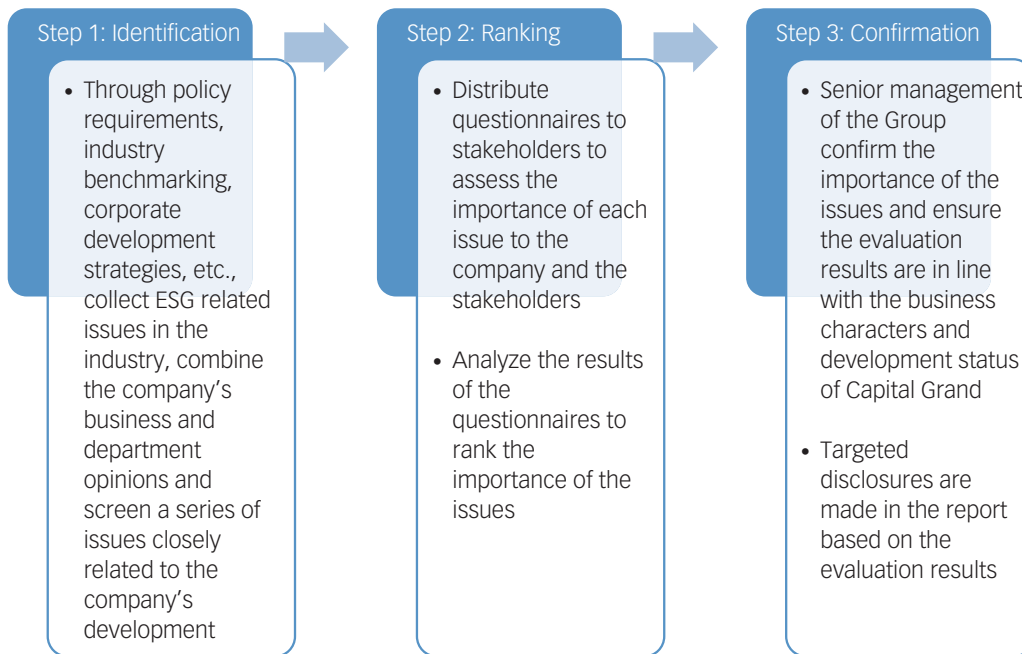 Step 1: Identification
• Through policy
requirements,
industry
benchmarking,
corporate
development
strategies, etc.,
collect ESG related
issues in the
industry, combine
the company’s
business and
department
opinions and
screen a series of
issues closely
related to the
company’s
development
Step 2: Ranking
• Distribute
questionnaires to
stakeholders to
assess the
importance of each
issue to the
company and the
stakeholders
• Analyze the results
of the
questionnaires to
rank the
importance of the
issues
Step 3: Confirmation
• Senior management
of the Group
confirm the
importance of the
issues and ensure
the evaluation
results are in line
with the business
characters and
development status
of Capital Grand
• Targeted
disclosures are
made in the report
based on the
evaluation results